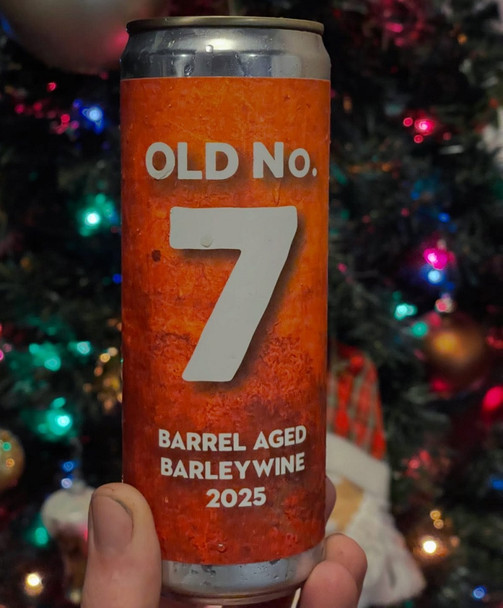 OLD No.
7
BARREL AGED
BARLEYWINE
2025